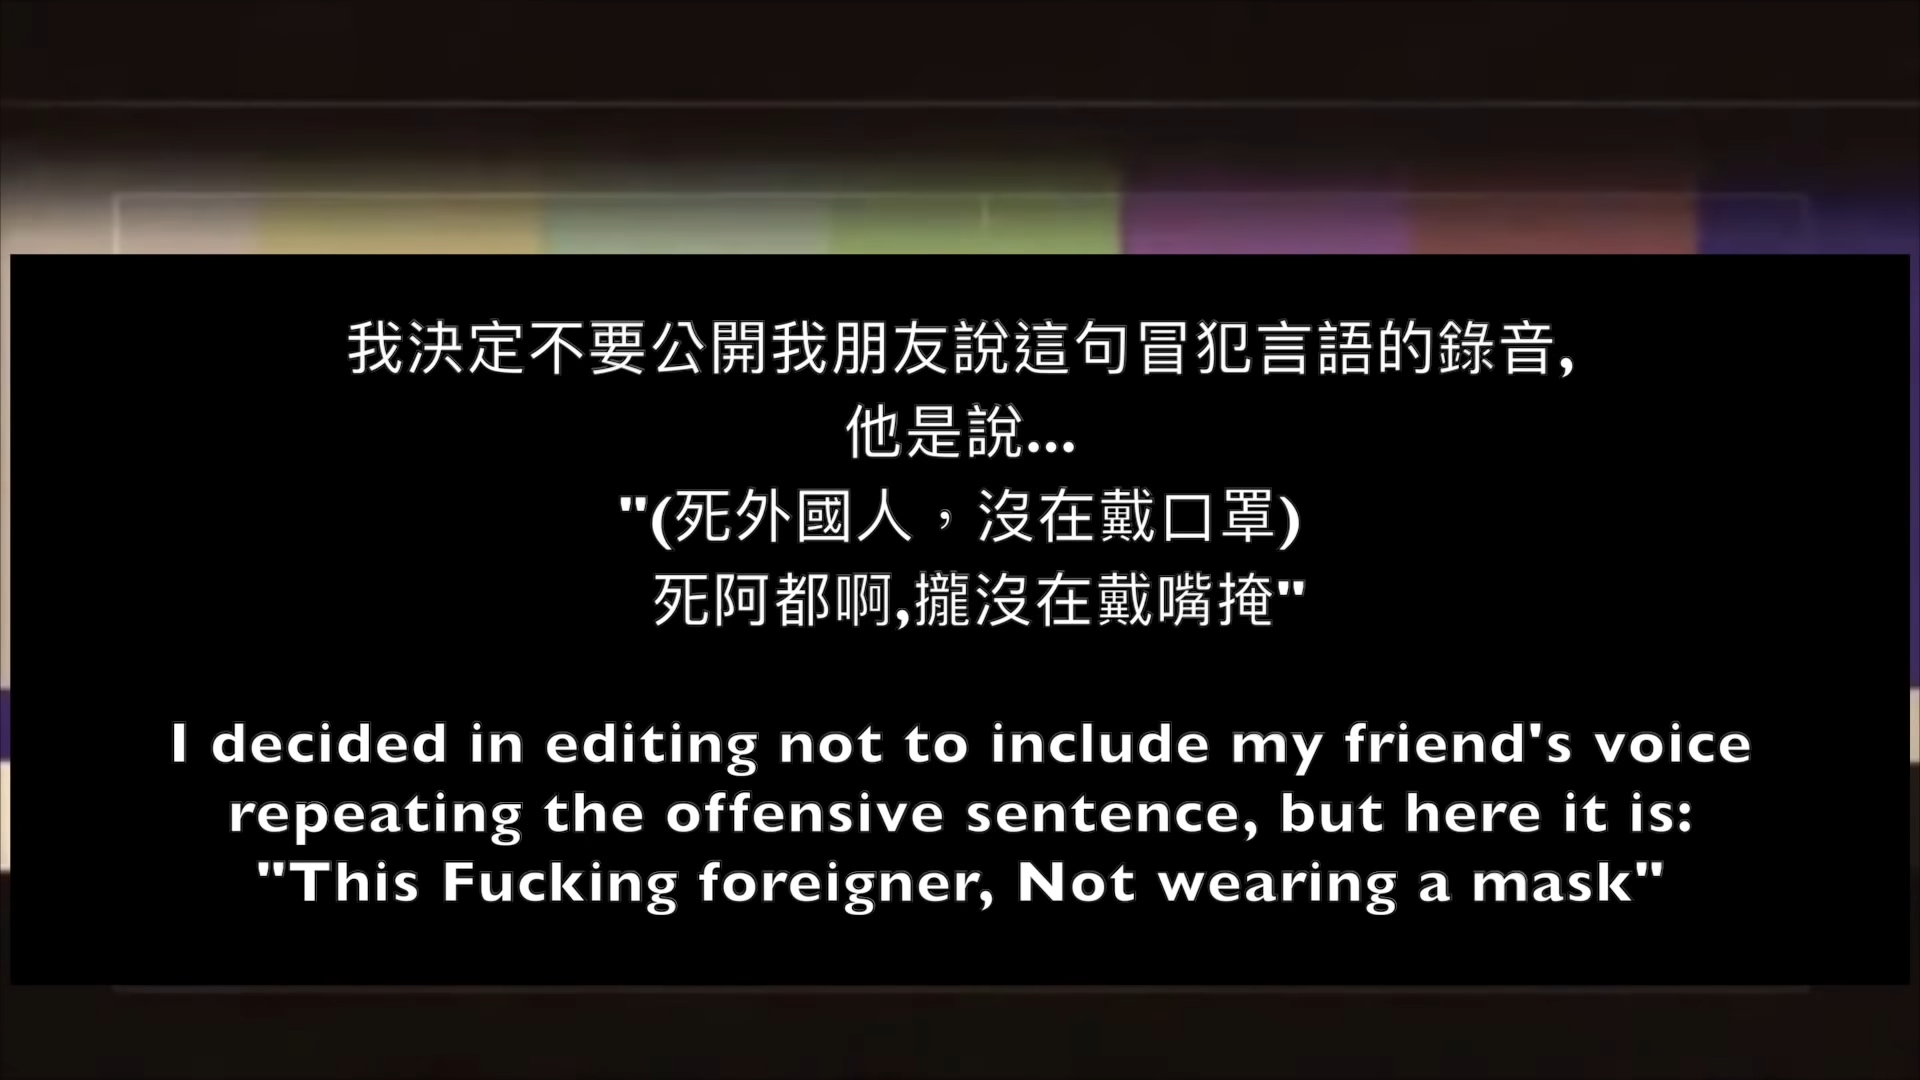 我決定不要公開我朋友說這句冒犯言語的錄音,
他是說...
"(死外國人，沒在戴口罩)
死阿都啊,攏沒在戴嘴掩"
I decided in editing not to include my friend's voice
repeating the offensive sentence, but here it is:
"This Fucking foreigner, Not wearing a mask"